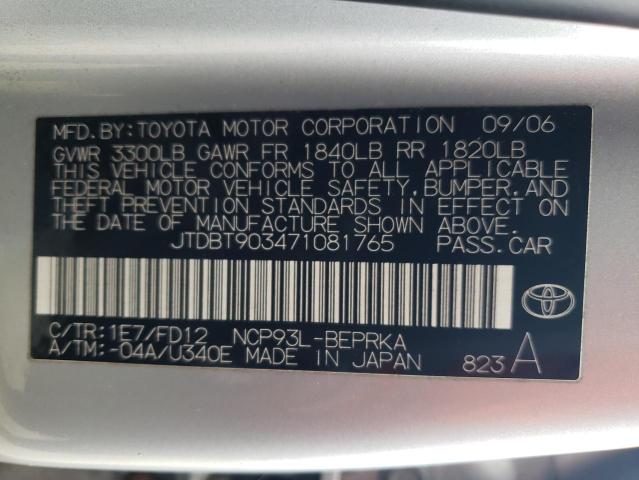 MFD. BY: TOYOTA MOTOR CORPORATION 09/06
GVWR 3300LB GAWR FR 1840LB RR 1820LB
THIS VEHICLE CONFORMS TO ALL APPLICABLE
FEDERAL MOTOR VEHICLE SAFETY, BUMPER, AND
THEFT PREVENTION STANDARDS IN EFFECT ON
THE DATE OF MANUFACTURE SHOWN ABOVE.
JTDBT903471081765 PASS. CAR
C/TR: 1E7/FD12 NCP93L-BEPRKA
A/TM: -04A/U340E MADE IN JAPAN 823 A